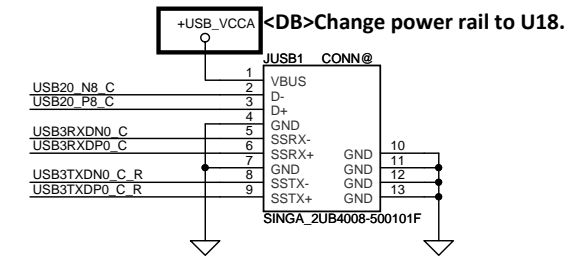 +USB_VCCA <DB>Change power rail to U18.
JUSB1 CONN@
1 VBUS
USB20_N8_C 2 D-
USB20_P8_C 3 D+
4 GND
USB3RXDN0_C 5 SSRX-
USB3RXDP0_C 6 SSRX+ GND 10
7 GND GND 11
USB3TXDN0_C_R 8 SSTX- GND 12
USB3TXDP0_C_R 9 SSTX+ GND 13
SINGA_2UB4008-500101F